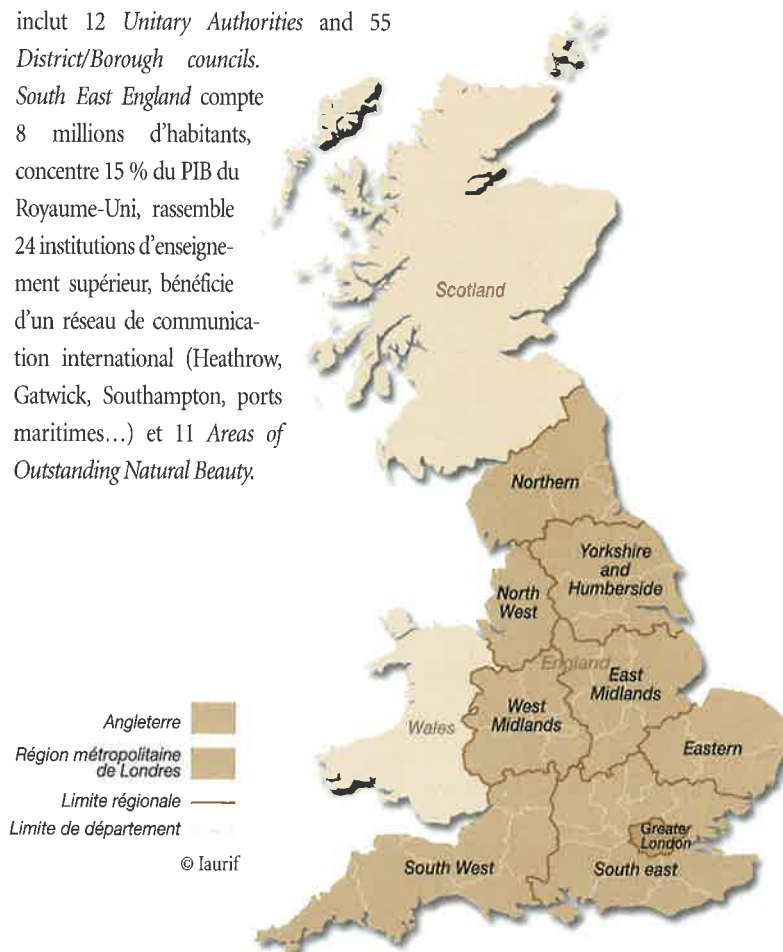 inclut 12 Unitary Authorities and 55
District/Borough councils.
South East England compte
8 millions d'habitants,
concentre 15 % du PIB du
Royaume-Uni, rassemble
24 institutions d'enseigne-
ment supérieur, bénéficie
d'un réseau de communica-
tion international (Heathrow,
Gatwick, Southampton, ports
maritimes…) et 11 Areas of
Outstanding Natural Beauty.
Scotland
Northern
Yorkshire
and
Humberside
North
West
England
East
Midlands
West
Midlands
Wales
Eastern
Greater
London
South West
South east
Angleterre
Région métropolitaine
de Londres
Limite régionale
Limite de département
© Iaurif